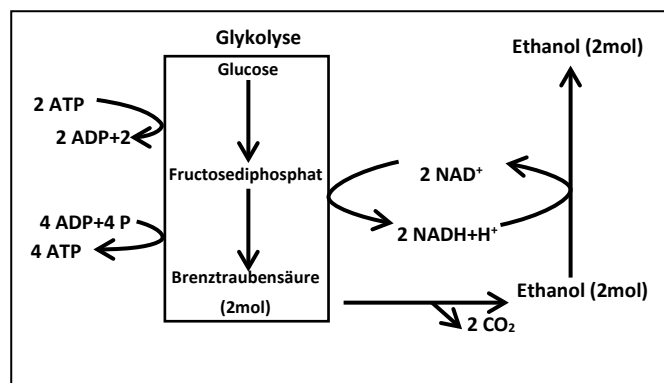 Glykolyse
Glucose
2 ATP
2 ADP+2
Fructosediphosphat
4 ADP+4 P
4 ATP
Brenztraubensäure
(2mol)
2 NAD⁺
2 NADH+H⁺
Ethanol (2mol)
Ethanol (2mol)
2 CO₂